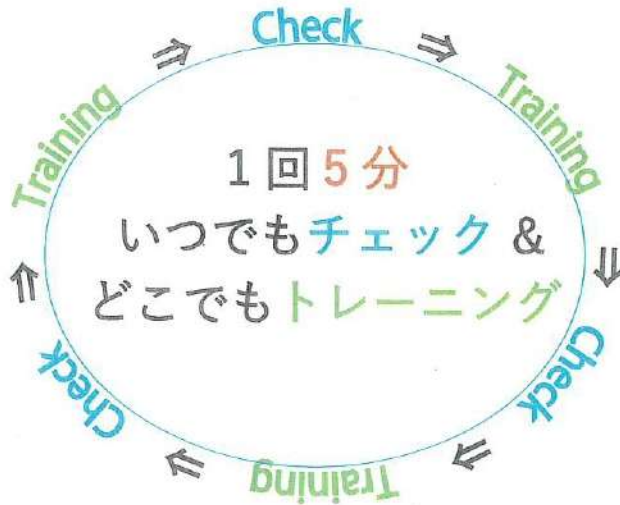 Check
⇒
Training
⇒
Check
⇒
Training
⇒
Check
⇒
Training
⇒
1回5分
いつでもチェック &
どこでもトレーニング